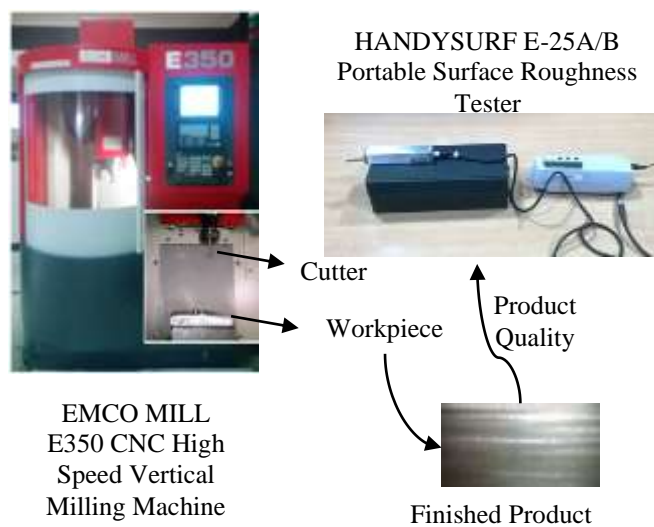 HANDYSURF E-25A/B
Portable Surface Roughness
Tester
E350
Cutter
Workpiece
Product
Quality
EMCO MILL
E350 CNC High
Speed Vertical
Milling Machine
Finished Product